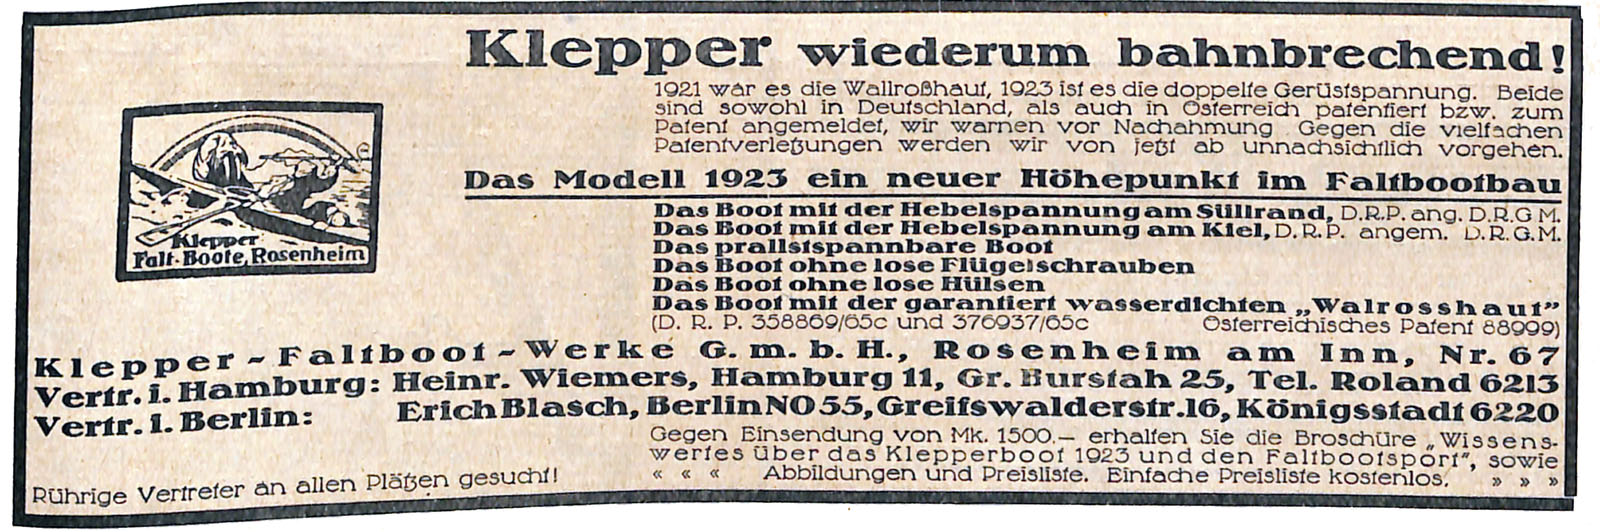 Klepper wiederum bahnbrechend!
1921 war es die Wallroßhaut, 1923 ist es die doppelte Gerüstspannung. Beide
sind sowohl in Deutschland, als auch in Österreich patentiert bzw. zum
Patent angemeldet, wir warnen vor Nachahmung Gegen die vielfachen
Patentverletzungen werden wir von jetzt ab unnachsichtlich vorgehen.
Das Modell 1923 ein neuer Höhepunkt im Faltbootbau
Klepper
Falt-Boote, Rosenheim
Das Boot mit der Hebelspannung am Süllrand, D.R.P. ang. D.R.G M.
Das Boot mit der Hebelspannung am Kiel, D.R.P. angem. D.R.G.M.
Das prallstspannbare Boot
Das Boot ohne lose Flügelschrauben
Das Boot ohne lose Hülsen
Das Boot mit der garantiert wasserdichten „Walrosshaut”
(D. R. P. 358869/65c und 376937/65c Österreichisches Patent 88999)
Klepper-Faltboot-Werke G. m. b. H., Rosenheim am Inn, Nr. 67
Vertr. i. Hamburg: Heinr. Wiemers, Hamburg 11, Gr. Burstah 25, Tel. Roland 6213
Vertr. i. Berlin: Erich Blasch, Berlin NO 55, Greifswalderstr. 16, Königsstadt 6220
Gegen Einsendung von Mk. 1500.— erhalten Sie die Broschüre „Wissens-
wertes über das Klepperboot 1923 und den Faltbootsport", sowie
« « « Abbildungen und Preisliste. Einfache Preisliste kostenlos. » » »
Rührige Vertreter an allen Plätzen gesucht!